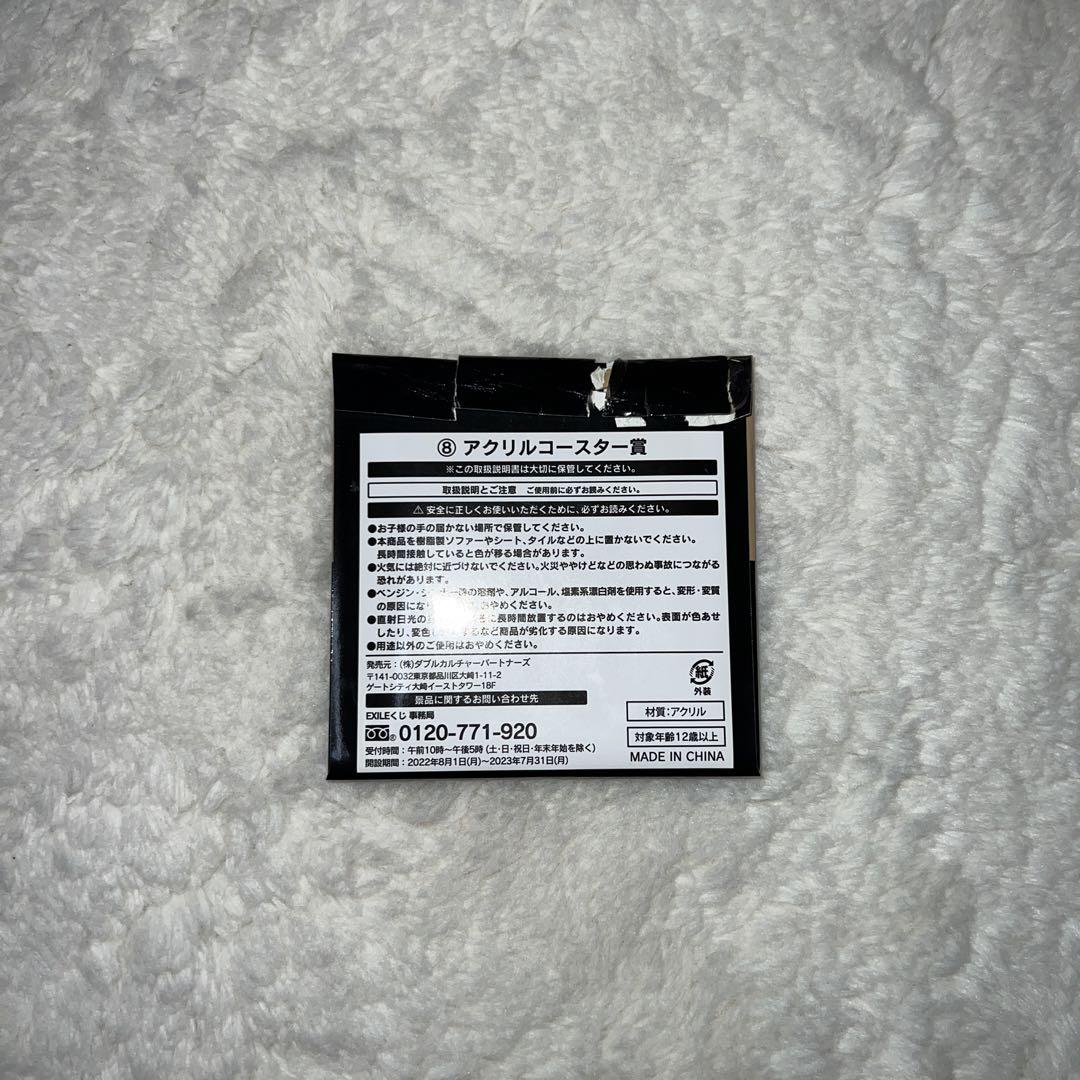 ⑧ アクリルコースター賞
※この取扱説明書は大切に保管してください。
取扱説明とご注意 ご使用前に必ずお読みください。
⚠安全に正しくお使いいただくために、必ずお読みください。
●お子様の手の届かない場所で保管してください。
●本商品を樹脂製ソファーやシート、タイルなどの上に置かないでください。
長時間接触していると色が移る場合があります。
●火気には絶対に近づけないでください。火災ややけどなどの思わぬ事故につながる
恐れがあります。
●ベンジン・シンナー等の溶剤や、アルコール、塩素系漂白剤を使用すると、変形・変質
の原因にな おやめください。
●直射日光の に長時間放置するのはおやめください。表面が色あせ
したり、変色 するなど商品が劣化する原因になります。
●用途以外のご使用はおやめください。
発売元：(株)ダブルカルチャーパートナーズ
〒141-0032東京都品川区大崎1-11-2
ゲートシティ大崎イーストタワー18F
景品に関するお問い合わせ先
EXILEくじ 事務局
® 0120-771-920
受付時間：午前10時～午後5時 (土・日・祝日・年末年始を除く)
開設期間：2022年8月1日(月)～2023年7月31日(月)
紙
外装
材質：アクリル
対象年齢12歳以上
MADE IN CHINA